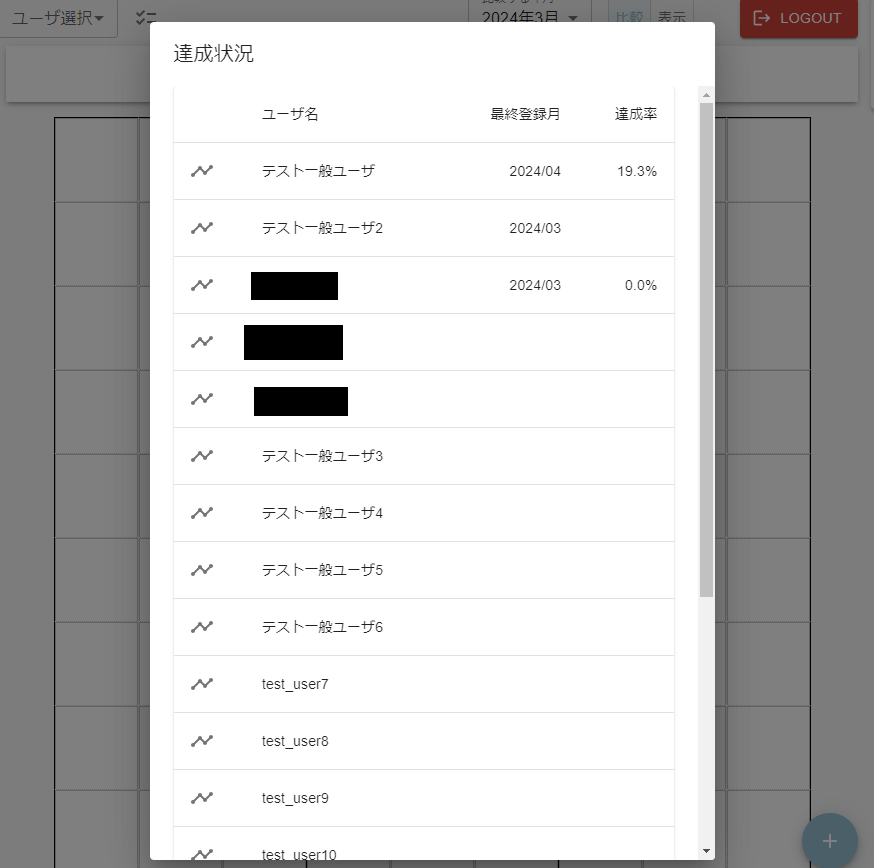 ユーザ選択
2024年3月
比較
表示
LOGOUT
達成状況
ユーザ名 最終登録月 達成率
テスト一般ユーザ 2024/04 19.3%
テスト一般ユーザ2 2024/03
2024/03 0.0%
テスト一般ユーザ3
テスト一般ユーザ4
テスト一般ユーザ5
テスト一般ユーザ6
test_user7
test_user8
test_user9
test_user10